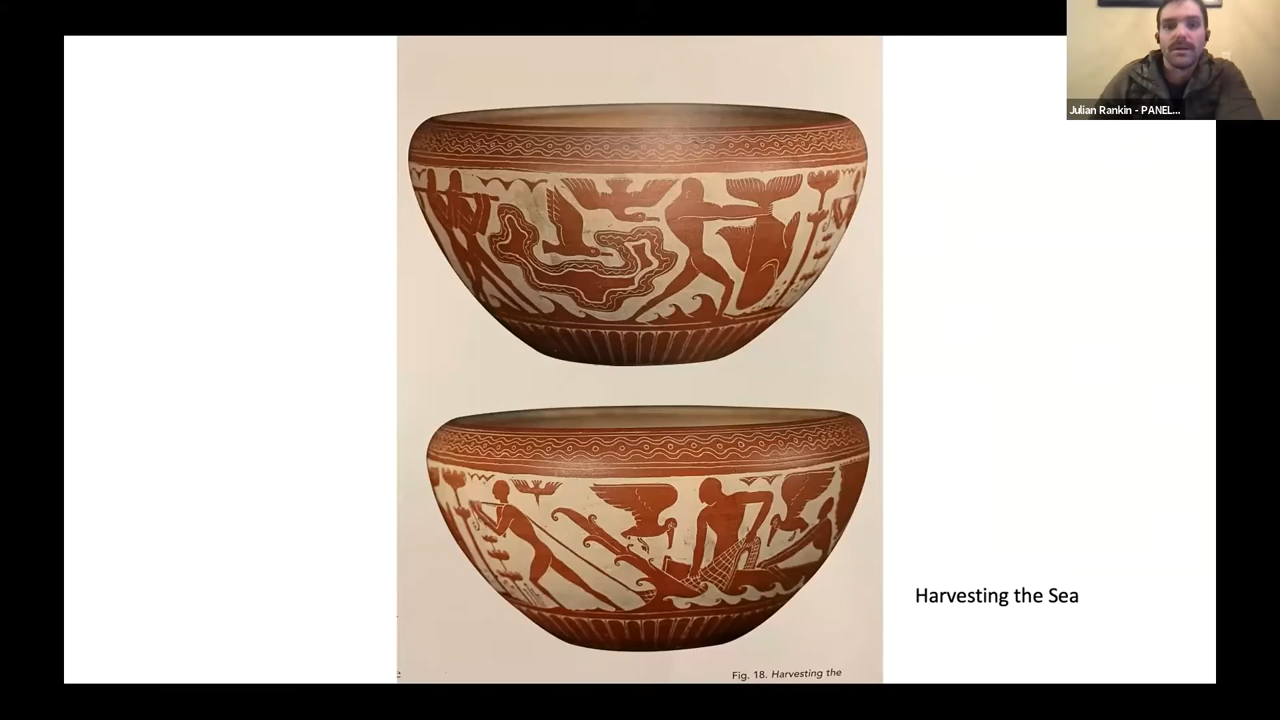 Julian Rankin - PANEL...
Harvesting the Sea
Fig. 18. Harvesting the
e